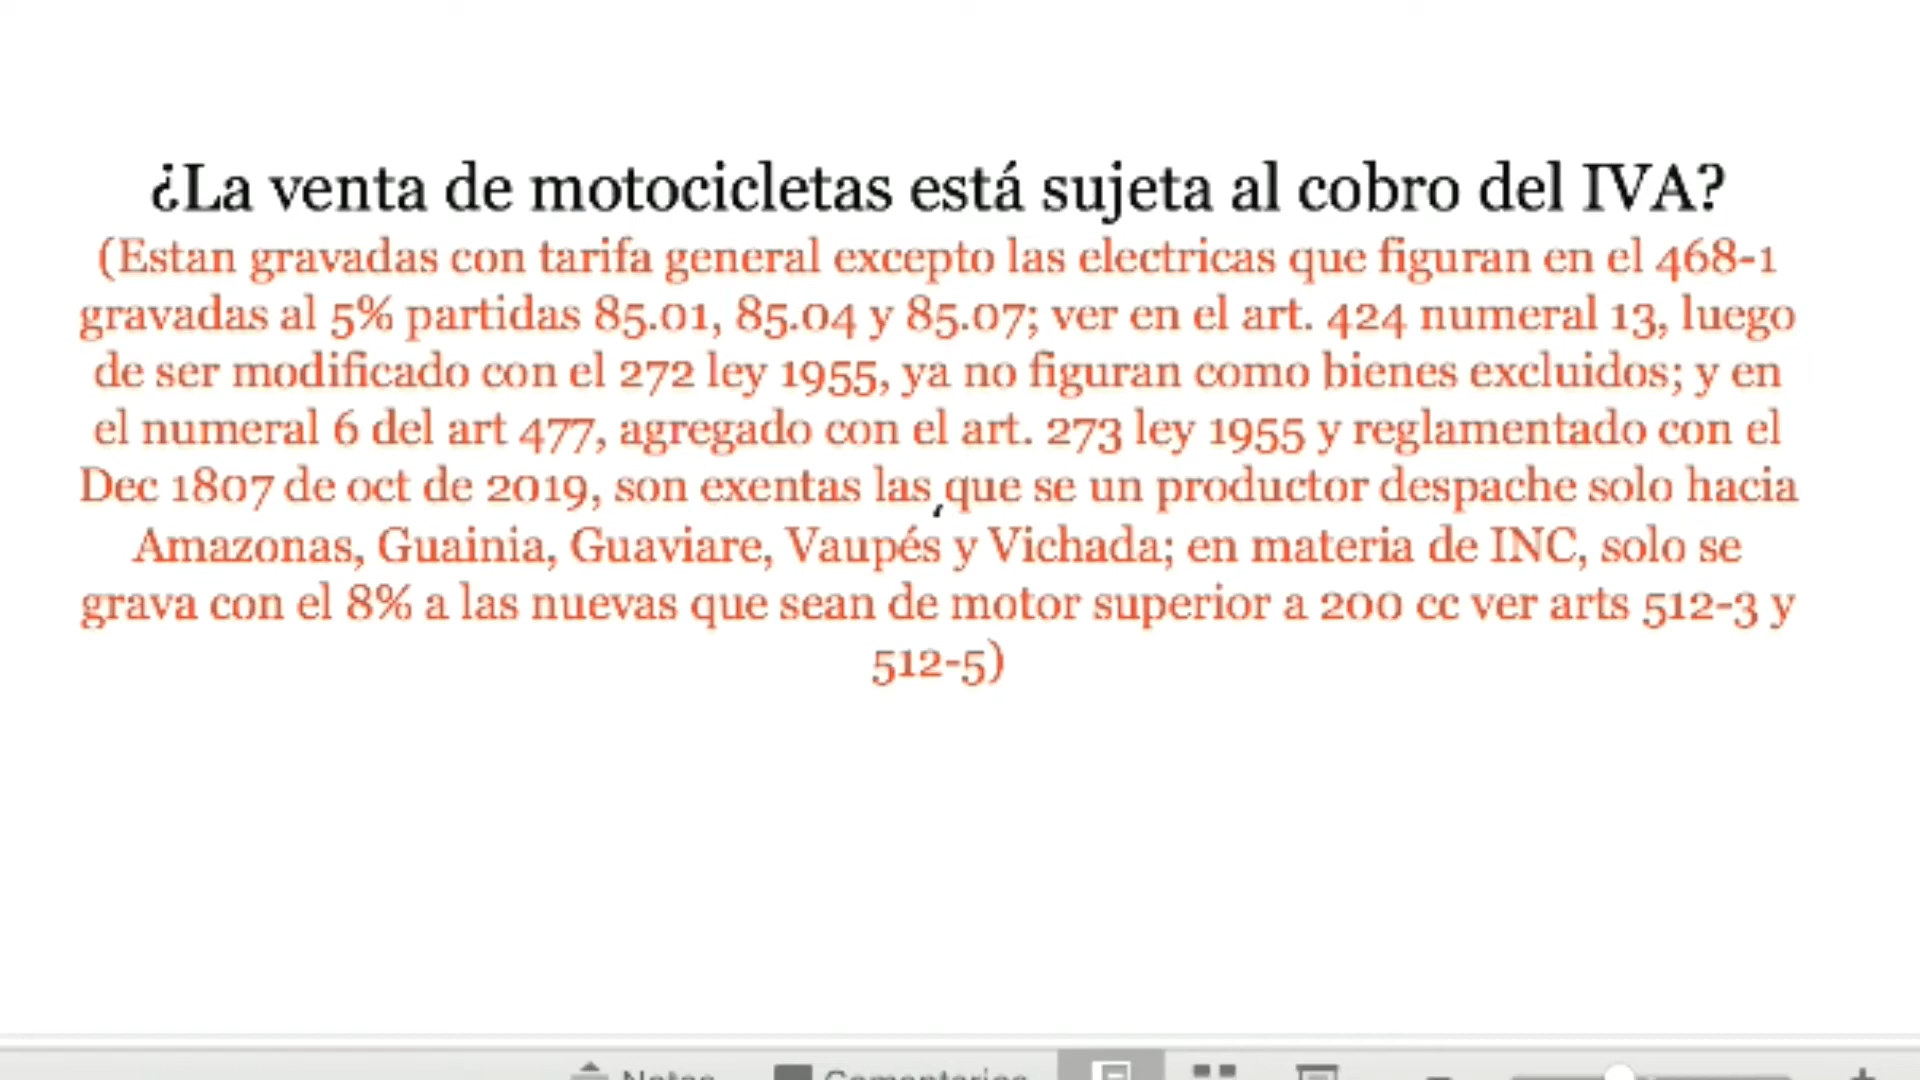 ¿La venta de motocicletas está sujeta al cobro del IVA?
(Estan gravadas con tarifa general excepto las electricas que figuran en el 468-1
gravadas al 5% partidas 85.01, 85.04 y 85.07; ver en el art. 424 numeral 13, luego
de ser modificado con el 272 ley 1955, ya no figuran como bienes excluidos; y en
el numeral 6 del art 477, agregado con el art. 273 ley 1955 y reglamentado con el
Dec 1807 de oct de 2019, son exentas las que se un productor despache solo hacia
Amazonas, Guainia, Guaviare, Vaupés y Vichada; en materia de INC, solo se
grava con el 8% a las nuevas que sean de motor superior a 200 cc ver arts 512-3 y
512-5)
Notas Comentarios